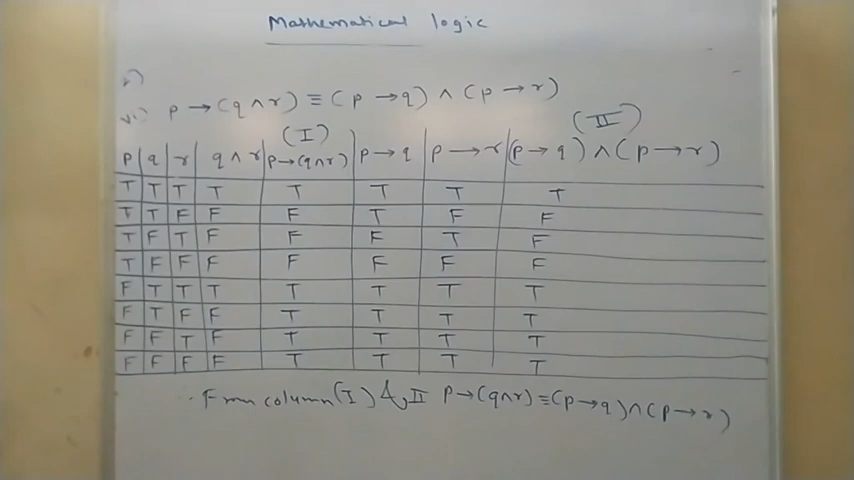 Mathematical logic
v)
vi) p → (q ∧ r) ≡ (p → q) ∧ (p → r)
(I) (II)
p q r q ∧ r p→(q∧r) p → q p → r (p → q) ∧ (p → r)
T T T T T T T T
T T F F F T F F
T F T F F F T F
T F F F F F F F
F T T T T T T T
F T F F T T T T
F F T F T T T T
F F F F T T T T
From column (I) & II p→(q∧r) ≡ (p→q)∧(p→r)